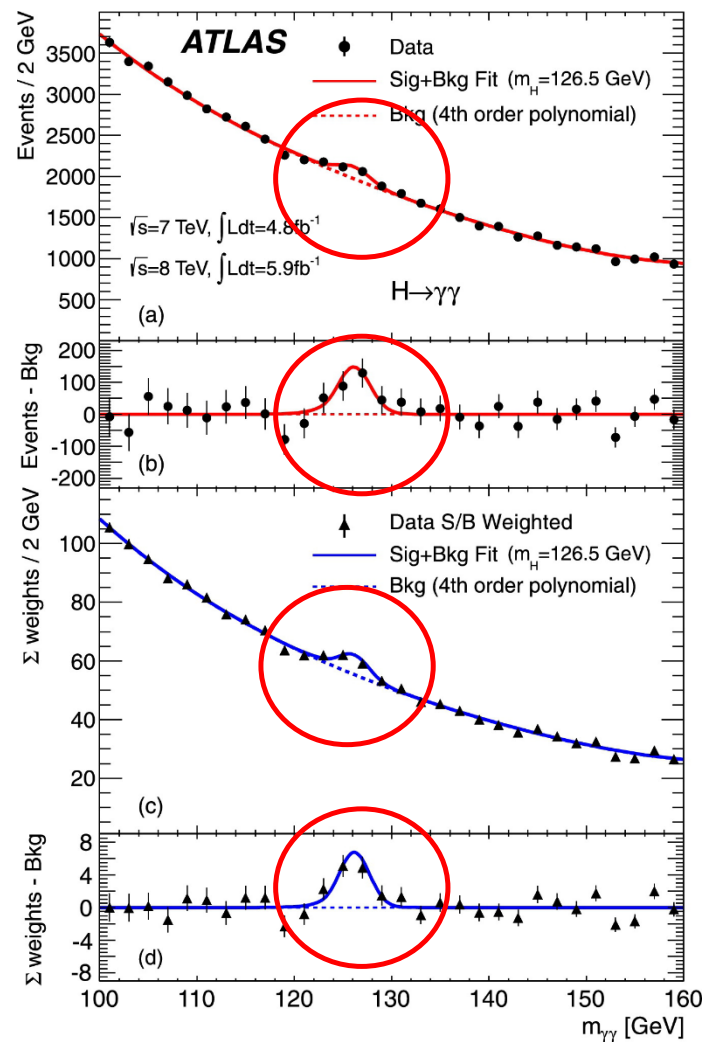 ATLAS
Data
Sig+Bkg Fit (m_H=126.5 GeV)
Bkg (4th order polynomial)
Events / 2 GeV
3500
3000
2500
2000
1500
1000
500
√s=7 TeV, ∫Ldt=4.8fb⁻¹
√s=8 TeV, ∫Ldt=5.9fb⁻¹
H→γγ
(a)
Events - Bkg
200
100
0
-100
-200
(b)
Σ weights / 2 GeV
100
80
60
40
20
Data S/B Weighted
Sig+Bkg Fit (m_H=126.5 GeV)
Bkg (4th order polynomial)
(c)
Σ weights - Bkg
8
4
0
-4
-8
(d)
100 110 120 130 140 150 160
m_γγ [GeV]